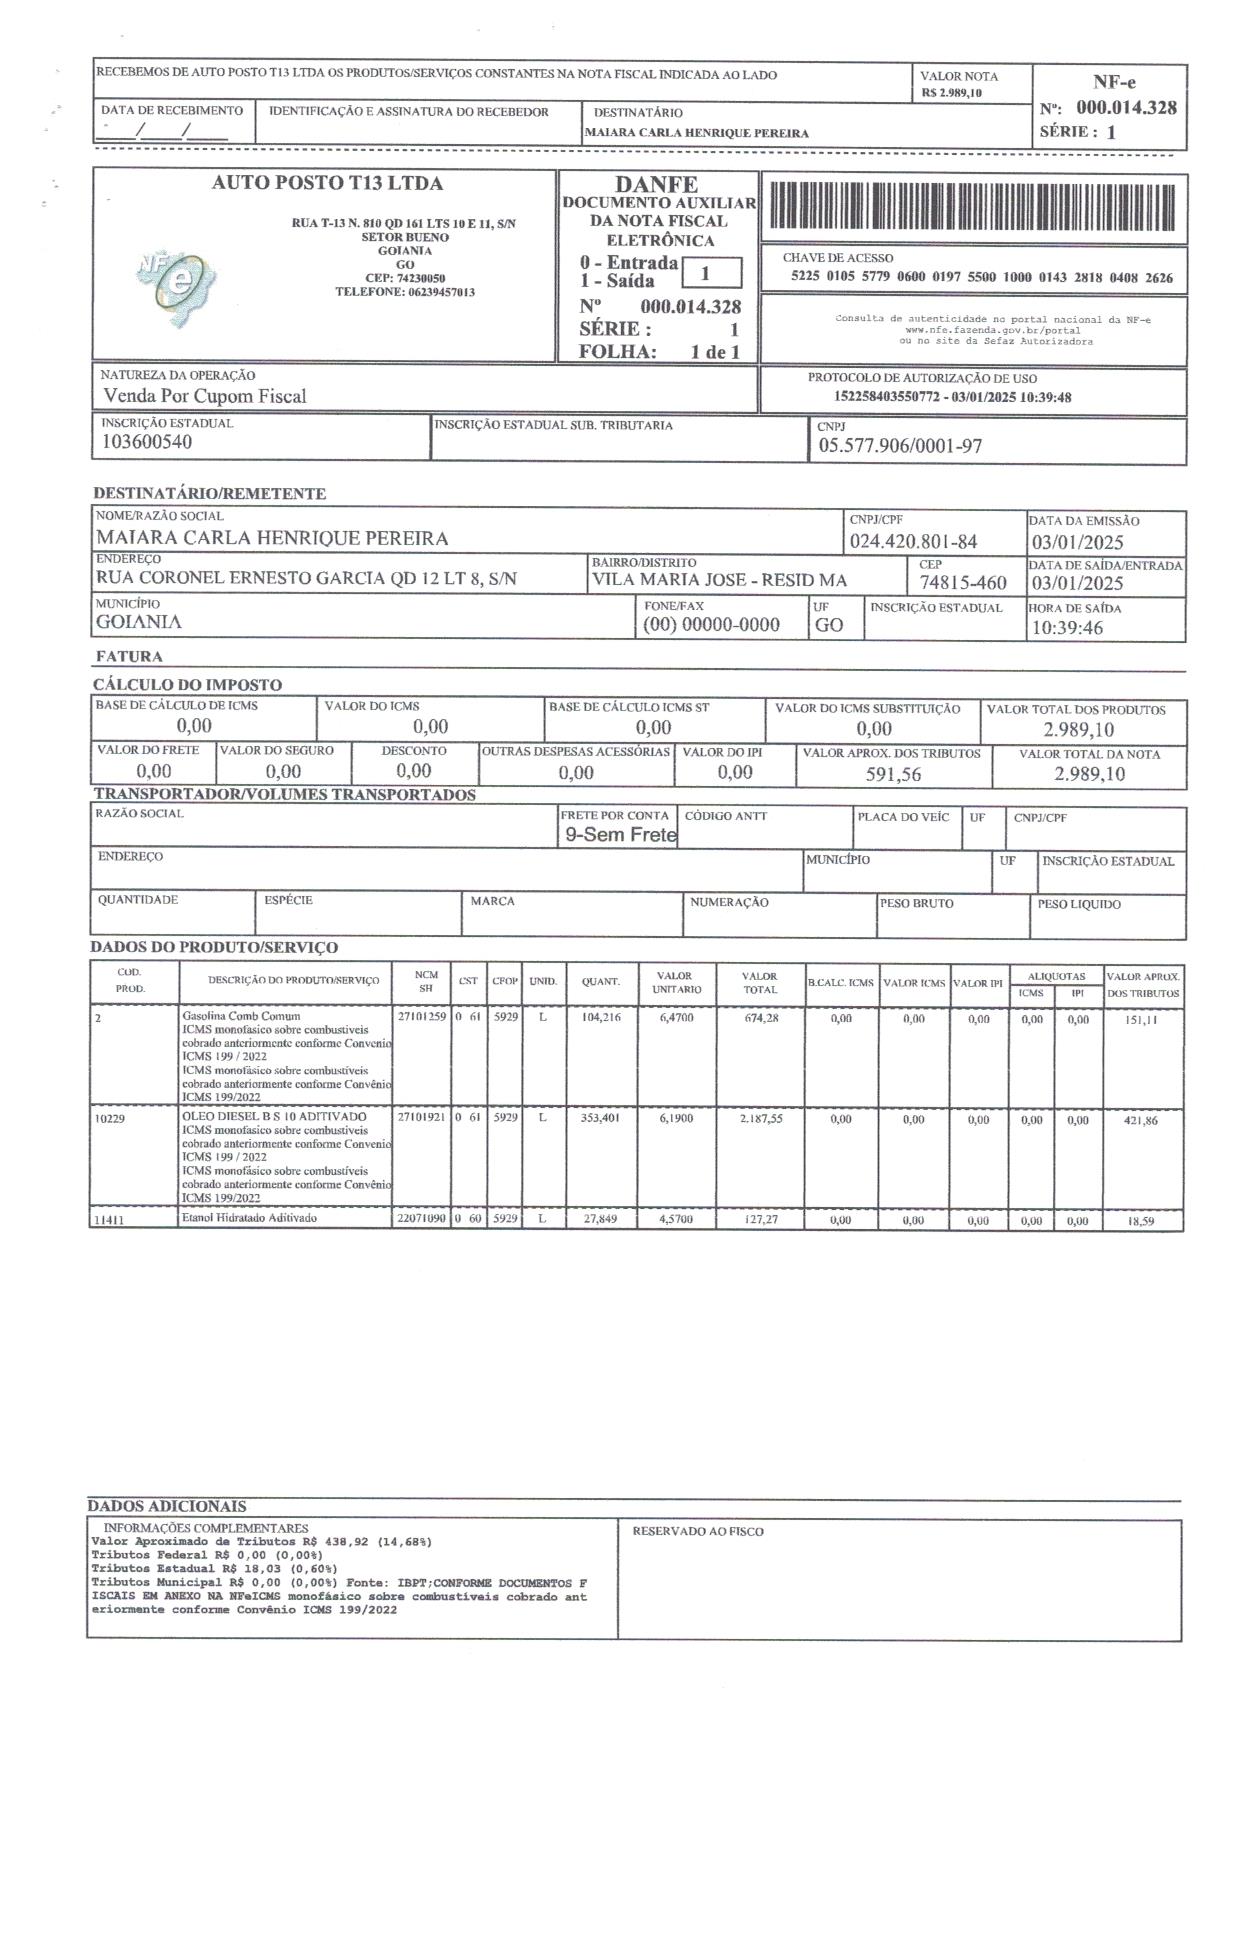 RECEBEMOS DE AUTO POSTO T13 LTDA OS PRODUTOS/SERVIÇOS CONSTANTES NA NOTA FISCAL INDICADA AO LADO
VALOR NOTA
R$ 2.989,10
NF-e
Nº: 000.014.328
SÉRIE : 1
DATA DE RECEBIMENTO
___/___/___
IDENTIFICAÇÃO E ASSINATURA DO RECEBEDOR
DESTINATÁRIO
MAIARA CARLA HENRIQUE PEREIRA
AUTO POSTO T13 LTDA
RUA T-13 N. 810 QD 161 LTS 10 E 11, S/N
SETOR BUENO
GOIANIA
GO
CEP: 74230050
TELEFONE: 06239457013
NFe
DANFE
DOCUMENTO AUXILIAR
DA NOTA FISCAL
ELETRÔNICA
0 - Entrada
1 - Saída
1
Nº 000.014.328
SÉRIE : 1
FOLHA: 1 de 1
CHAVE DE ACESSO
5225 0105 5779 0600 0197 5500 1000 0143 2818 0408 2626
Consulta de autenticidade no portal nacional da NF-e
www.nfe.fazenda.gov.br/portal
ou no site da Sefaz Autorizadora
NATUREZA DA OPERAÇÃO
Venda Por Cupom Fiscal
PROTOCOLO DE AUTORIZAÇÃO DE USO
152258403550772 - 03/01/2025 10:39:48
INSCRIÇÃO ESTADUAL
103600540
INSCRIÇÃO ESTADUAL SUB. TRIBUTARIA
CNPJ
05.577.906/0001-97
DESTINATÁRIO/REMETENTE
NOME/RAZÃO SOCIAL
MAIARA CARLA HENRIQUE PEREIRA
CNPJ/CPF
024.420.801-84
DATA DA EMISSÃO
03/01/2025
ENDEREÇO
RUA CORONEL ERNESTO GARCIA QD 12 LT 8, S/N
BAIRRO/DISTRITO
VILA MARIA JOSE - RESID MA
CEP
74815-460
DATA DE SAÍDA/ENTRADA
03/01/2025
MUNICÍPIO
GOIANIA
FONE/FAX
(00) 00000-0000
UF
GO
INSCRIÇÃO ESTADUAL
HORA DE SAÍDA
10:39:46
FATURA
CÁLCULO DO IMPOSTO
BASE DE CÁLCULO DE ICMS
0,00
VALOR DO ICMS
0,00
BASE DE CÁLCULO ICMS ST
0,00
VALOR DO ICMS SUBSTITUIÇÃO
0,00
VALOR TOTAL DOS PRODUTOS
2.989,10
VALOR DO FRETE
0,00
VALOR DO SEGURO
0,00
DESCONTO
0,00
OUTRAS DESPESAS ACESSÓRIAS
0,00
VALOR DO IPI
0,00
VALOR APROX. DOS TRIBUTOS
591,56
VALOR TOTAL DA NOTA
2.989,10
TRANSPORTADOR/VOLUMES TRANSPORTADOS
RAZÃO SOCIAL
FRETE POR CONTA
9-Sem Frete
CÓDIGO ANTT
PLACA DO VEÍC
UF
CNPJ/CPF
ENDEREÇO
MUNICÍPIO
UF
INSCRIÇÃO ESTADUAL
QUANTIDADE
ESPÉCIE
MARCA
NUMERAÇÃO
PESO BRUTO
PESO LIQUIDO
DADOS DO PRODUTO/SERVIÇO
COD. PROD. DESCRIÇÃO DO PRODUTO/SERVIÇO NCM SH CST CFOP UNID. QUANT. VALOR UNITARIO VALOR TOTAL B.CALC. ICMS VALOR ICMS VALOR IPI ALIQUOTAS ICMS IPI VALOR APROX. DOS TRIBUTOS
2 Gasolina Comb Comum 27101259 0 61 5929 L 104,216 6,4700 674,28 0,00 0,00 0,00 0,00 0,00 151,11
ICMS monofásico sobre combustíveis
cobrado anteriormente conforme Convenio
ICMS 199 / 2022
ICMS monofásico sobre combustíveis
cobrado anteriormente conforme Convênio
ICMS 199/2022
10229 OLEO DIESEL B S 10 ADITIVADO 27101921 0 61 5929 L 353,401 6,1900 2.187,55 0,00 0,00 0,00 0,00 0,00 421,86
ICMS monofásico sobre combustíveis
cobrado anteriormente conforme Convenio
ICMS 199 / 2022
ICMS monofásico sobre combustíveis
cobrado anteriormente conforme Convênio
ICMS 199/2022
11411 Etanol Hidratado Aditivado 22071090 0 60 5929 L 27,849 4,5700 127,27 0,00 0,00 0,00 0,00 0,00 18,59
DADOS ADICIONAIS
INFORMAÇÕES COMPLEMENTARES
Valor Aproximado de Tributos R$ 438,92 (14,68%)
Tributos Federal R$ 0,00 (0,00%)
Tributos Estadual R$ 18,03 (0,60%)
Tributos Municipal R$ 0,00 (0,00%) Fonte: IBPT;CONFORME DOCUMENTOS F
ISCAIS EM ANEXO NA NFeICMS monofásico sobre combustíveis cobrado ant
eriormente conforme Convênio ICMS 199/2022
RESERVADO AO FISCO